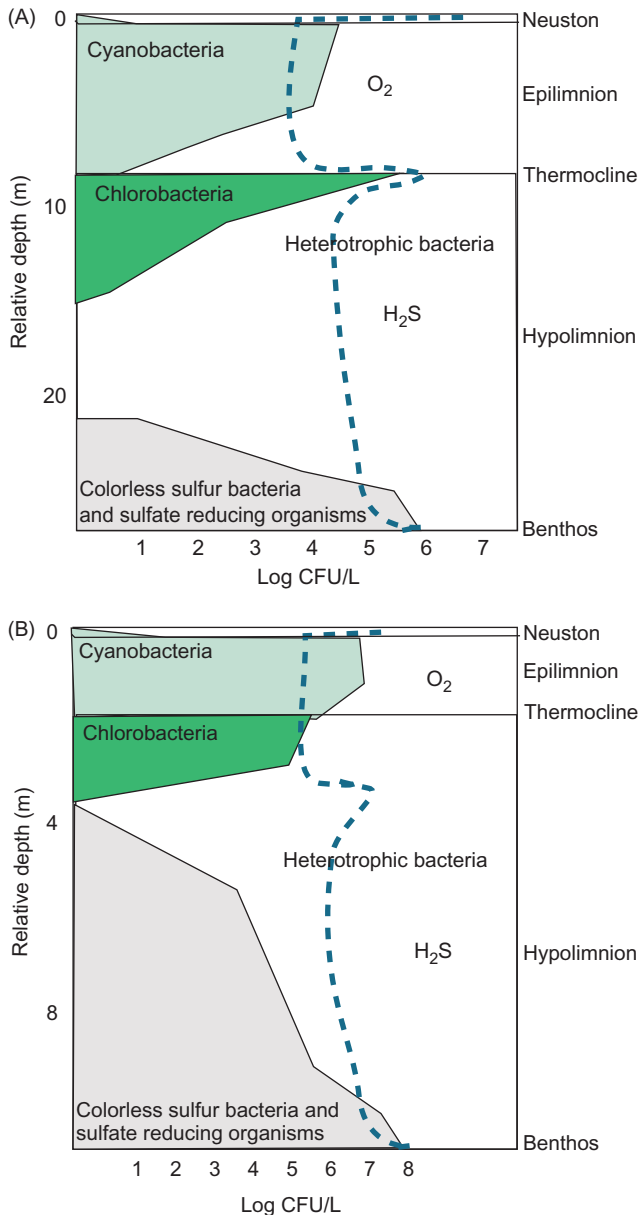 (A)
0
Neuston
Cyanobacteria
O2
Epilimnion
Thermocline
Chlorobacteria
10
Heterotrophic bacteria
Relative depth (m)
H2S
Hypolimnion
20
Colorless sulfur bacteria
and sulfate reducing organisms
Benthos
1 2 3 4 5 6 7
Log CFU/L
(B)
0
Neuston
Cyanobacteria
O2
Epilimnion
Thermocline
Chlorobacteria
4
Heterotrophic bacteria
Relative depth (m)
H2S
Hypolimnion
8
Colorless sulfur bacteria and
sulfate reducing organisms
Benthos
1 2 3 4 5 6 7 8
Log CFU/L